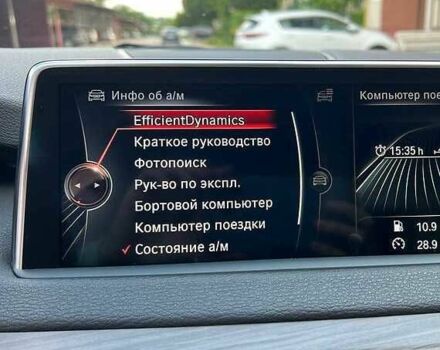 Инфо об а/м
EfficientDynamics
Краткое руководство
Фотопоиск
Рук-во по экспл.
Бортовой компьютер
Компьютер поездки
Состояние а/м
Компьютер пое
15:35 h
10.9
28.9